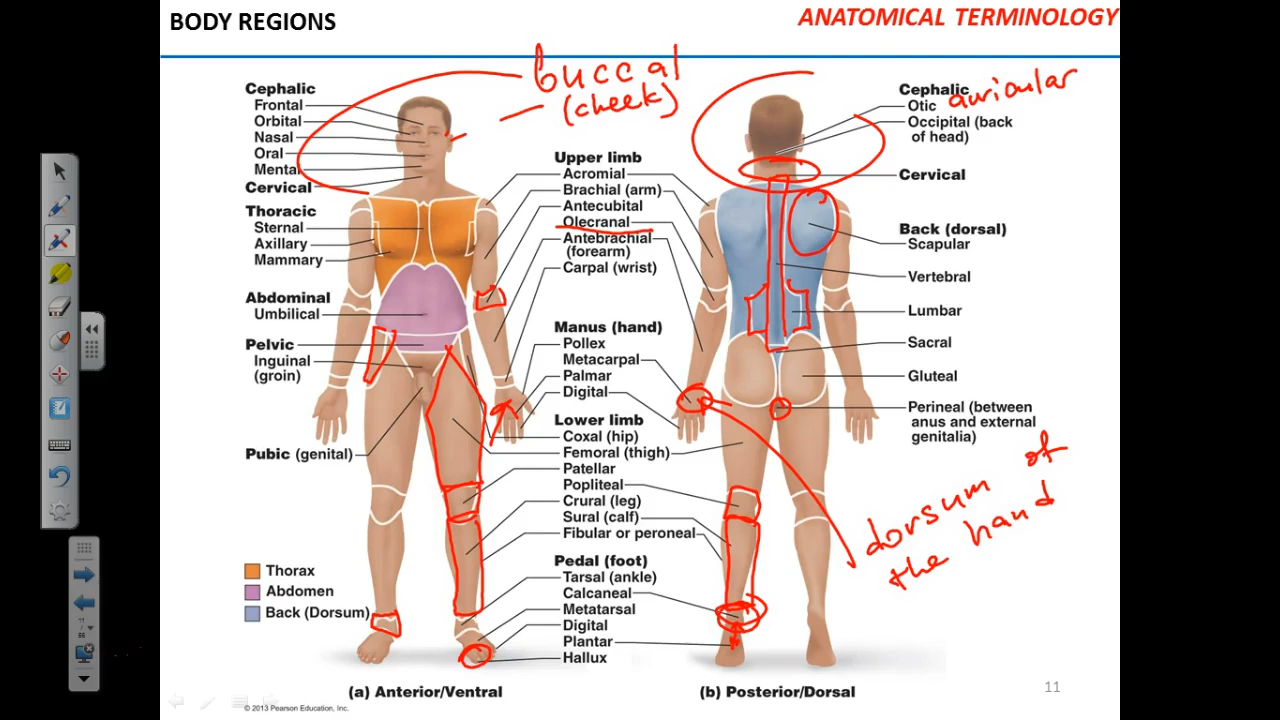 BODY REGIONS
ANATOMICAL TERMINOLOGY
buccal
(cheek)
Cephalic
Frontal
Orbital
Nasal
Oral
Mental
Cervical
Thoracic
Sternal
Axillary
Mammary
Abdominal
Umbilical
Pelvic
Inguinal
(groin)
Pubic (genital)
Thorax
Abdomen
Back (Dorsum)
Upper limb
Acromial
Brachial (arm)
Antecubital
Olecranal
Antebrachial
(forearm)
Carpal (wrist)
Manus (hand)
Pollex
Metacarpal
Palmar
Digital
Lower limb
Coxal (hip)
Femoral (thigh)
Patellar
Popliteal
Crural (leg)
Sural (calf)
Fibular or peroneal
Pedal (foot)
Tarsal (ankle)
Calcaneal
Metatarsal
Digital
Plantar
Hallux
Cephalic
Otic auricular
Occipital (back
of head)
Cervical
Back (dorsal)
Scapular
Vertebral
Lumbar
Sacral
Gluteal
Perineal (between
anus and external
genitalia)
dorsum of
the hand
(a) Anterior/Ventral
(b) Posterior/Dorsal
11
© 2013 Pearson Education, Inc.